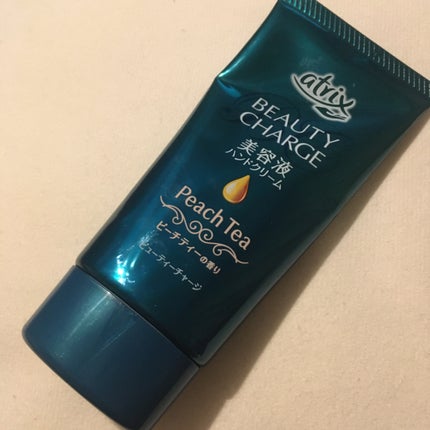 atrix
BEAUTY
CHARGE
美容液
ハンドクリーム
Peach Tea
ピーチティーの香り
ビューティーチャージ